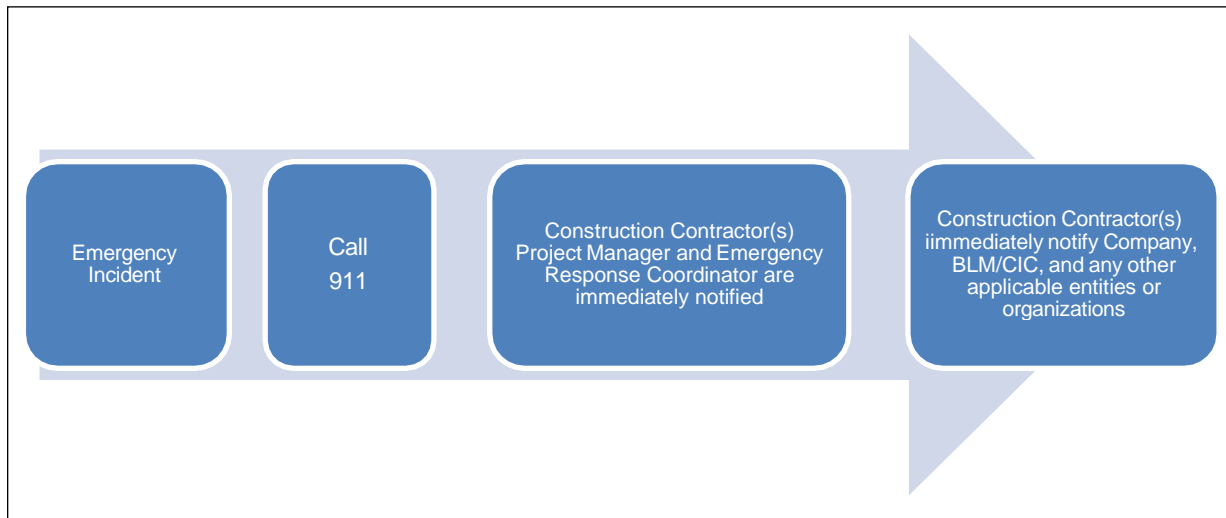 Emergency
Incident
Call
911
Construction Contractor(s)
Project Manager and Emergency
Response Coordinator are
immediately notified
Construction Contractor(s)
iimmediately notify Company,
BLM/CIC, and any other
applicable entities or
organizations